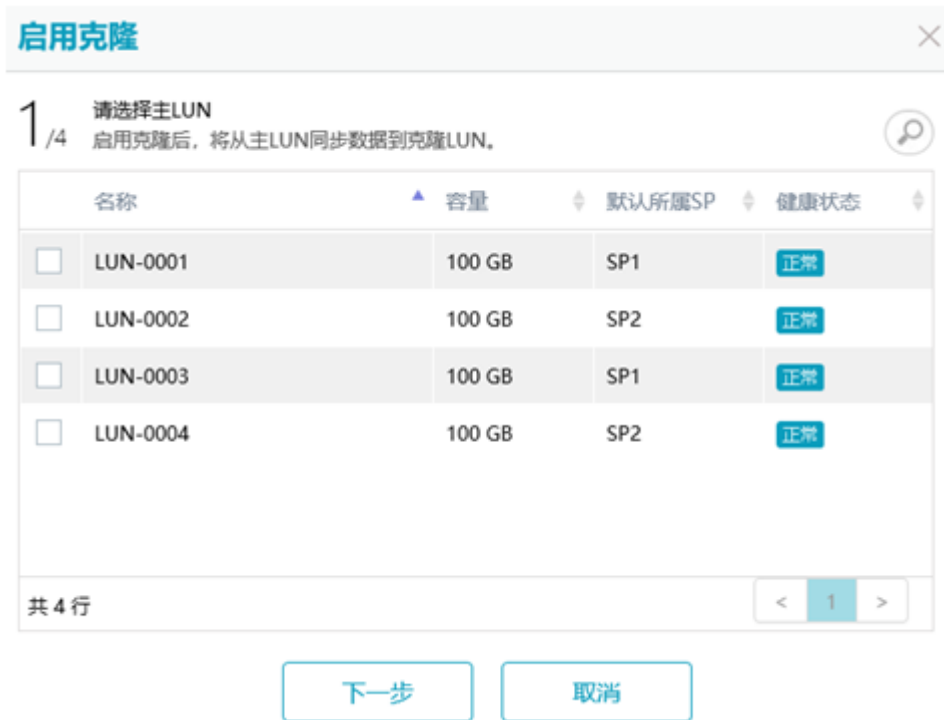 启用克隆
1/4
请选择主LUN
启用克隆后，将从主LUN同步数据到克隆LUN。
名称 容量 默认所属SP 健康状态
LUN-0001 100 GB SP1 正常
LUN-0002 100 GB SP2 正常
LUN-0003 100 GB SP1 正常
LUN-0004 100 GB SP2 正常
共 4 行 < 1 >
下一步 取消